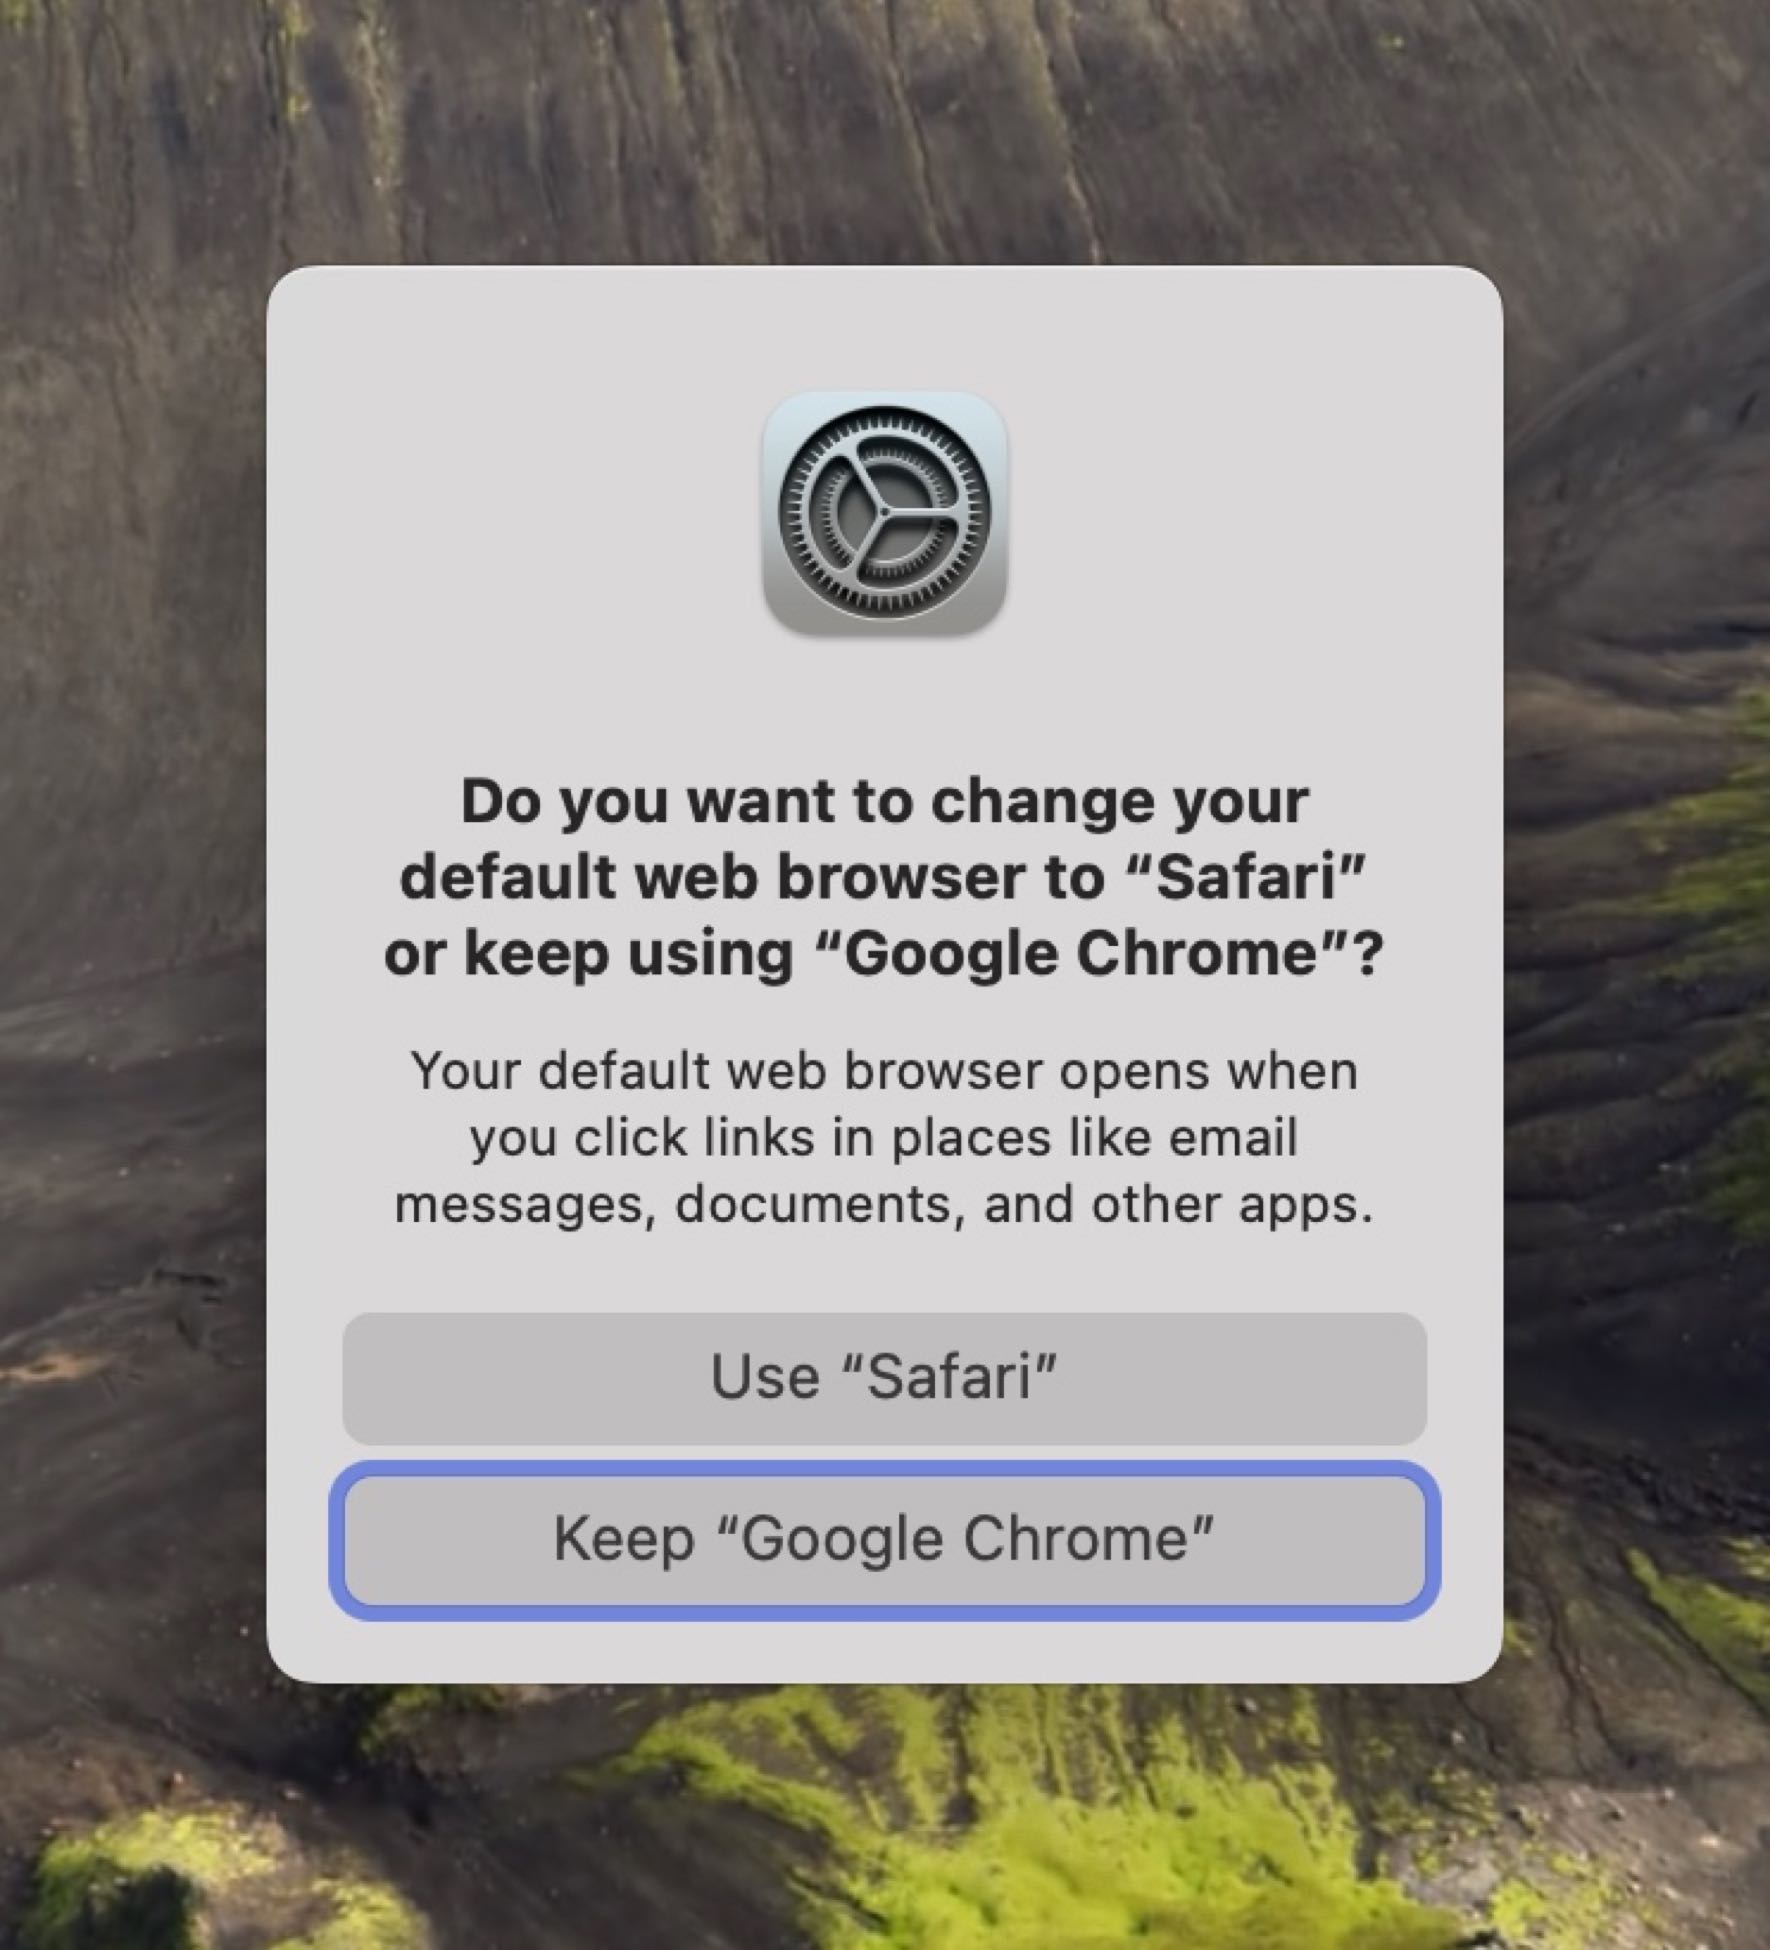 Do you want to change your
default web browser to “Safari”
or keep using “Google Chrome”?
Your default web browser opens when
you click links in places like email
messages, documents, and other apps.
Use “Safari”
Keep “Google Chrome”